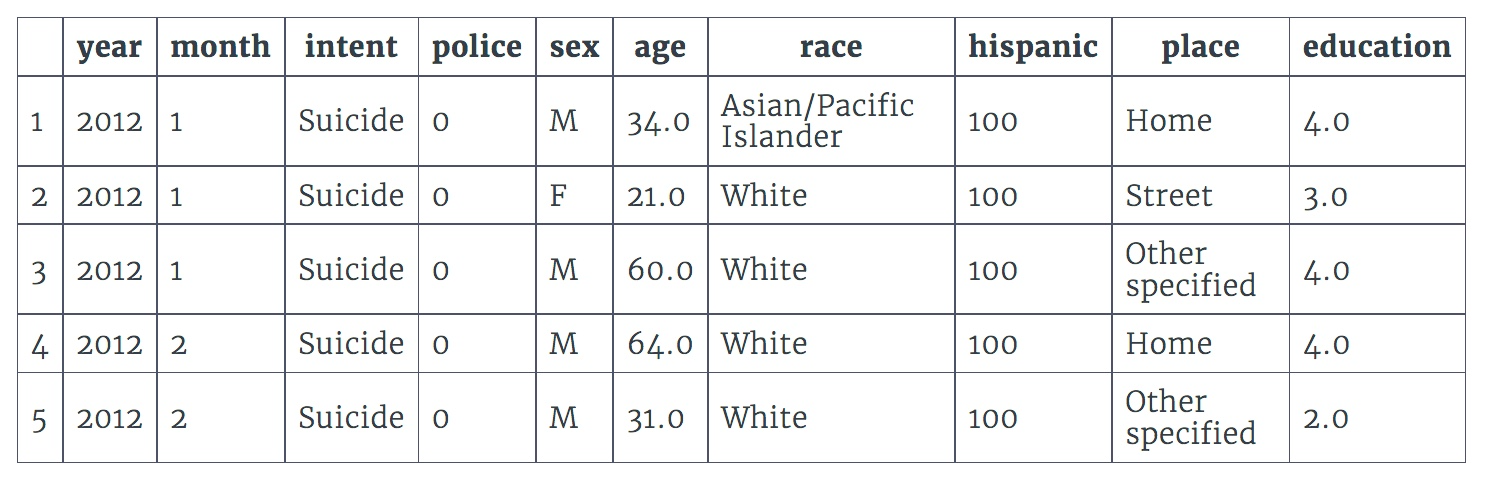 year month intent police sex age race hispanic place education
1 2012 1 Suicide 0 M 34.0 Asian/Pacific Islander 100 Home 4.0
2 2012 1 Suicide 0 F 21.0 White 100 Street 3.0
3 2012 1 Suicide 0 M 60.0 White 100 Other specified 4.0
4 2012 2 Suicide 0 M 64.0 White 100 Home 4.0
5 2012 2 Suicide 0 M 31.0 White 100 Other specified 2.0